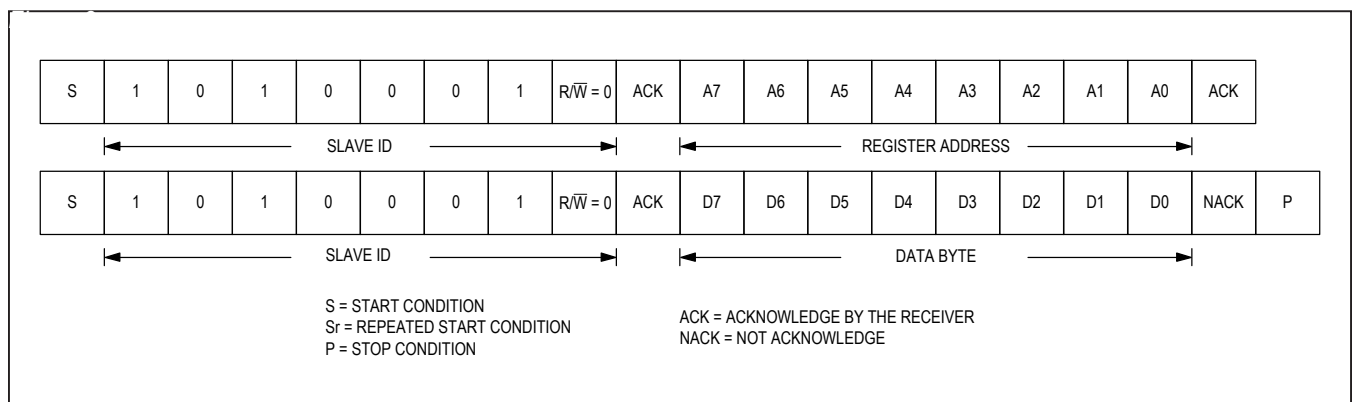 S 1 0 1 0 0 0 1 R/W̅ = 0 ACK A7 A6 A5 A4 A3 A2 A1 A0 ACK
SLAVE ID REGISTER ADDRESS
S 1 0 1 0 0 0 1 R/W̅ = 0 ACK D7 D6 D5 D4 D3 D2 D1 D0 NACK P
SLAVE ID DATA BYTE
S = START CONDITION
Sr = REPEATED START CONDITION
P = STOP CONDITION
ACK = ACKNOWLEDGE BY THE RECEIVER
NACK = NOT ACKNOWLEDGE